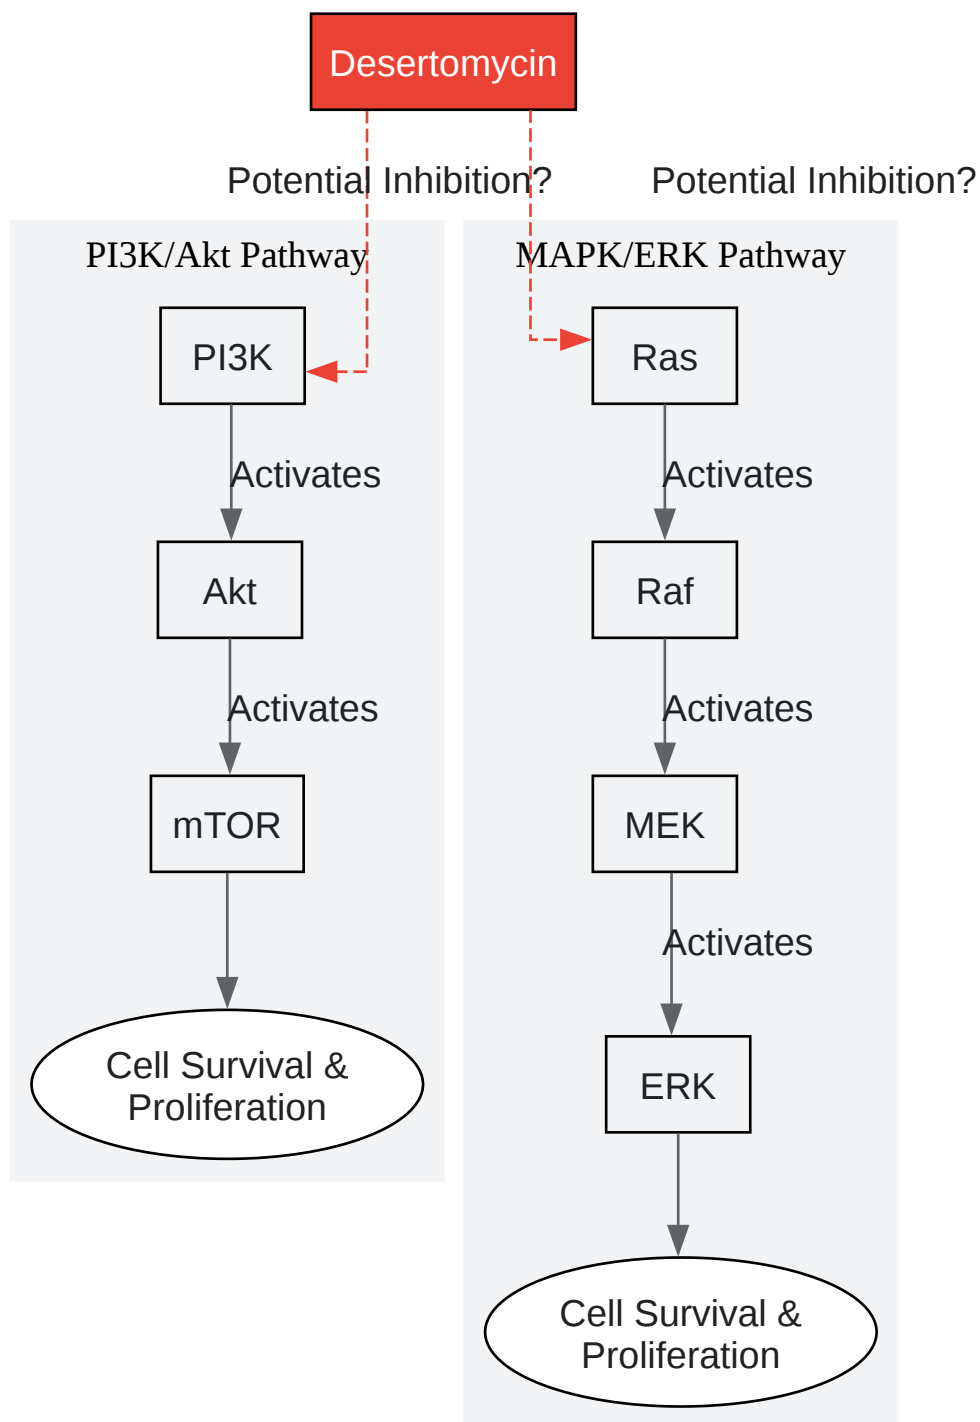 Desertomycin
Potential Inhibition?
Potential Inhibition?
PI3K/Akt Pathway
PI3K
Activates
Akt
Activates
mTOR
Cell Survival &
Proliferation
MAPK/ERK Pathway
Ras
Activates
Raf
Activates
MEK
Activates
ERK
Cell Survival &
Proliferation